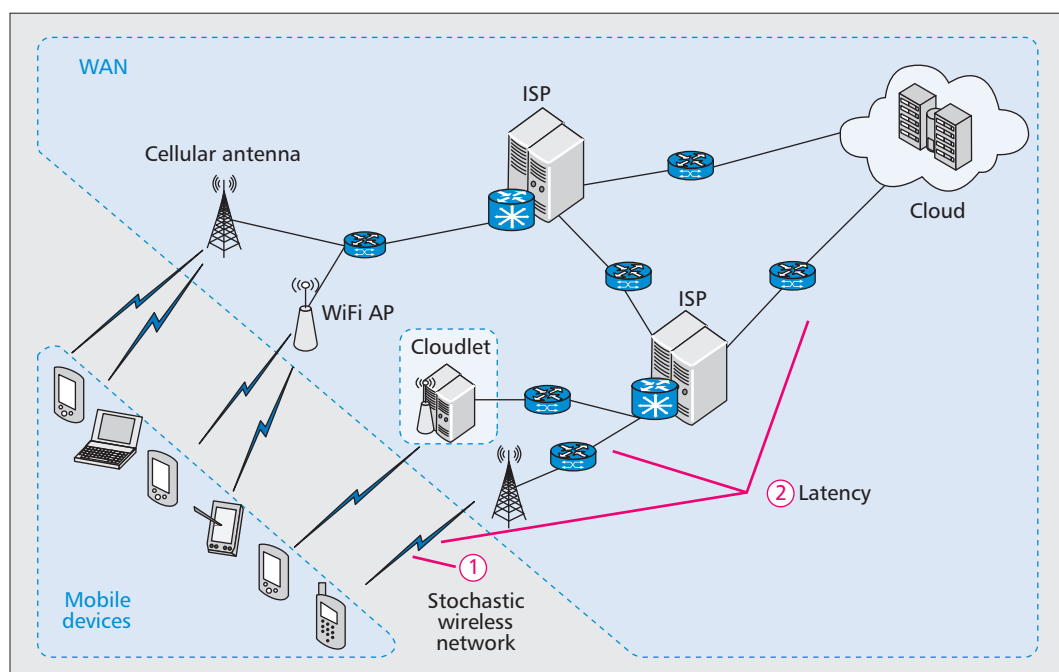 WAN
ISP
Cellular antenna
Cloud
ISP
WiFi AP
Cloudlet
2 Latency
1
Stochastic
wireless
network
Mobile
devices